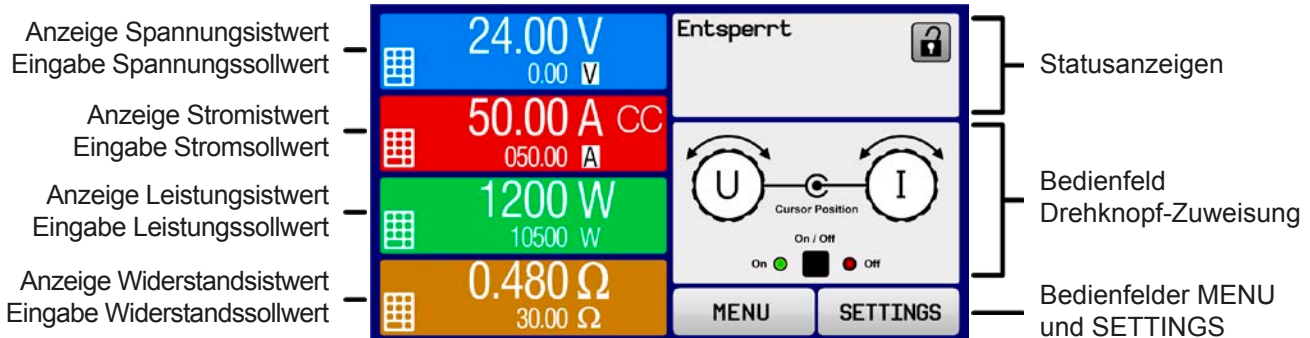 Anzeige Spannungsistwert
Eingabe Spannungssollwert
Anzeige Stromistwert
Eingabe Stromsollwert
Anzeige Leistungsistwert
Eingabe Leistungssollwert
Anzeige Widerstandsistwert
Eingabe Widerstandssollwert
24.00 V
0.00 V
50.00 A CC
050.00 A
1200 W
10500 W
0.480 Ω
30.00 Ω
Entsperrt
U
I
Cursor Position
On / Off
On
Off
MENU
SETTINGS
Statusanzeigen
Bedienfeld
Drehknopf-Zuweisung
Bedienfelder MENU
und SETTINGS